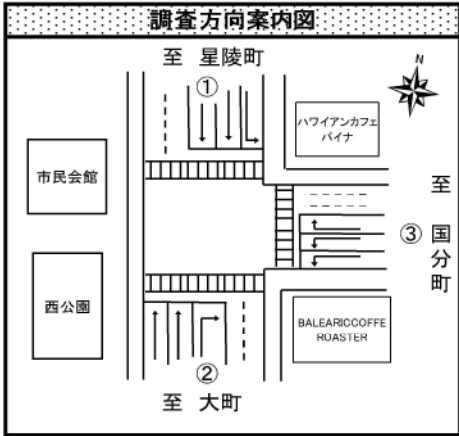 調査方向案内図
至 星陵町
①
N
ハワイアンカフェ
パイナ
市民会館
至
③ 国分町
西公園
BALEARICCOFFE
ROASTER
②
至 大町